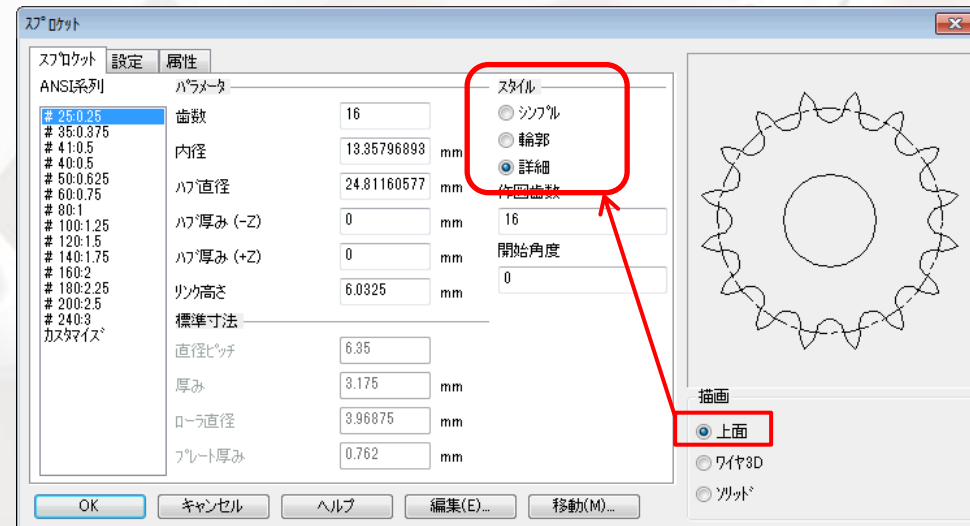 スプロケット
スプロケット 設定 属性
ANSI系列
# 25:0.25
# 35:0.375
# 41:0.5
# 40:0.5
# 50:0.625
# 60:0.75
# 80:1
# 100:1.25
# 120:1.5
# 140:1.75
# 160:2
# 180:2.25
# 200:2.5
# 240:3
カスタマイズ
パラメータ
歯数 16
内径 13.35796893 mm
ハブ直径 24.81160577 mm
ハブ厚み (-Z) 0 mm
ハブ厚み (+Z) 0 mm
リンク高さ 6.0325 mm
標準寸法
直径ピッチ 6.35
厚み 3.175 mm
ローラ直径 3.96875 mm
プレート厚み 0.762 mm
スタイル
シンプル
輪郭
詳細
作図歯数
16
開始角度
0
描画
上面
ワイヤ3D
ソリッド
OK キャンセル ヘルプ 編集(E)... 移動(M)...